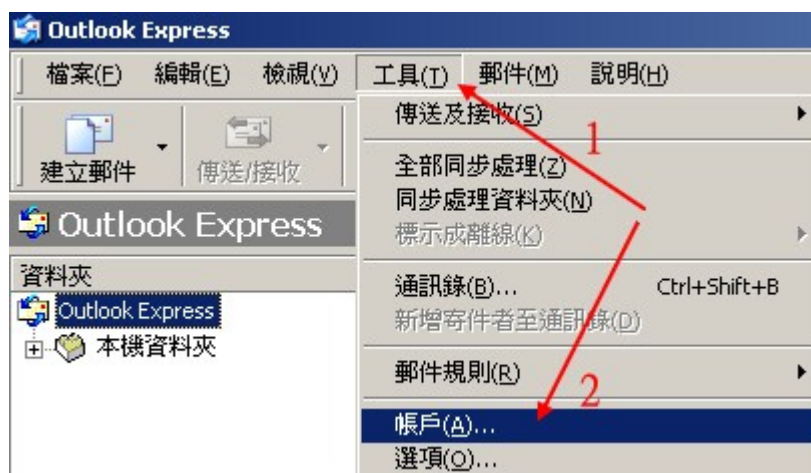 Outlook Express
檔案(F) 編輯(E) 檢視(V) 工具(T) 郵件(M) 說明(H)
建立郵件 傳送/接收
Outlook Express
資料夾
Outlook Express
本機資料夾
傳送及接收(S)
1
全部同步處理(Z)
同步處理資料夾(N)
標示成離線(K)
通訊錄(B)... Ctrl+Shift+B
新增寄件者至通訊錄(D)
郵件規則(R)
2
帳戶(A)...
選項(O)...